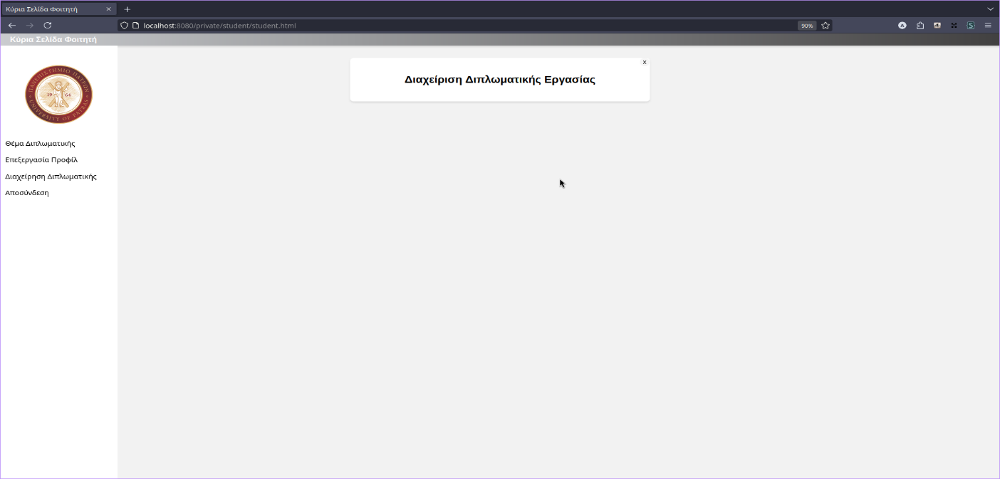 Κύρια Σελίδα Φοιτητή
localhost:8080/private/student/student.html
90%
A
S
Κύρια Σελίδα Φοιτητή
ΠΑΝΕΠΙΣΤΗΜΙΟ ΠΑΤΡΩΝ
19 64
UNIVERSITY OF PATRAS
x
Διαχείριση Διπλωματικής Εργασίας
Θέμα Διπλωματικής
Επεξεργασία Προφίλ
Διαχείρηση Διπλωματικής
Αποσύνδεση